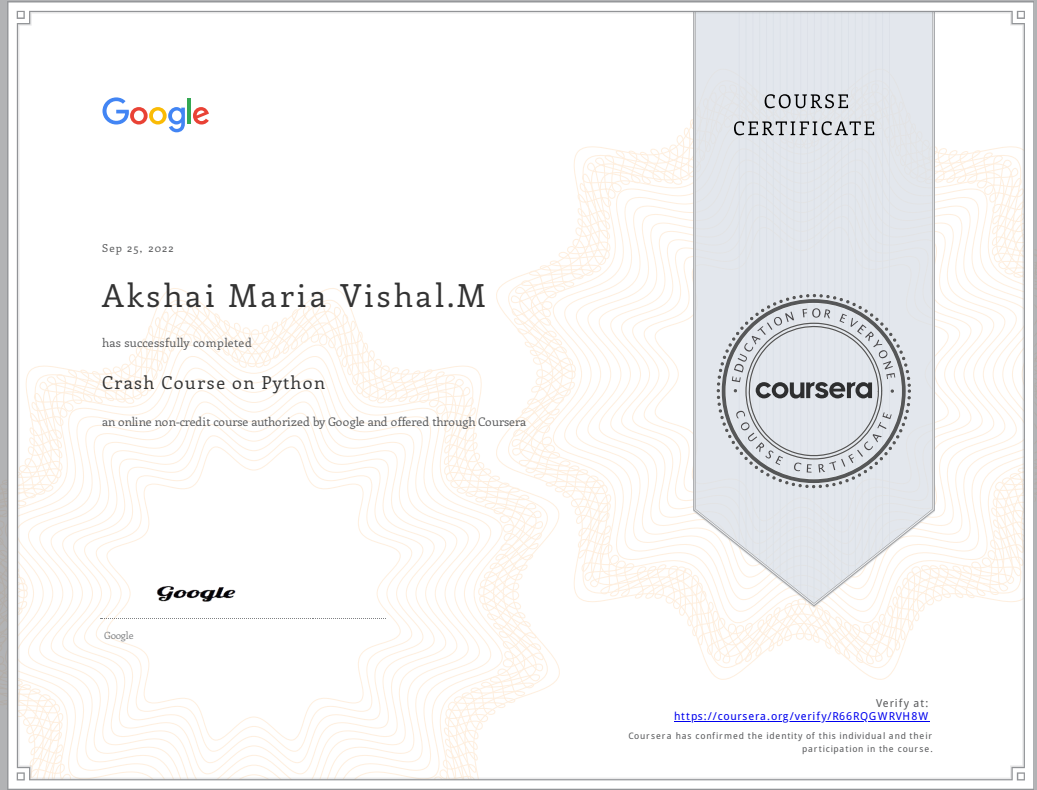 Google
COURSE
CERTIFICATE
Sep 25, 2022
Akshai Maria Vishal.M
has successfully completed
Crash Course on Python
an online non-credit course authorized by Google and offered through Coursera
EDUCATION FOR EVERYONE
coursera
COURSE CERTIFICATE
Google
Google
Verify at:
https://coursera.org/verify/R66RQGWRVH8W
Coursera has confirmed the identity of this individual and their
participation in the course.